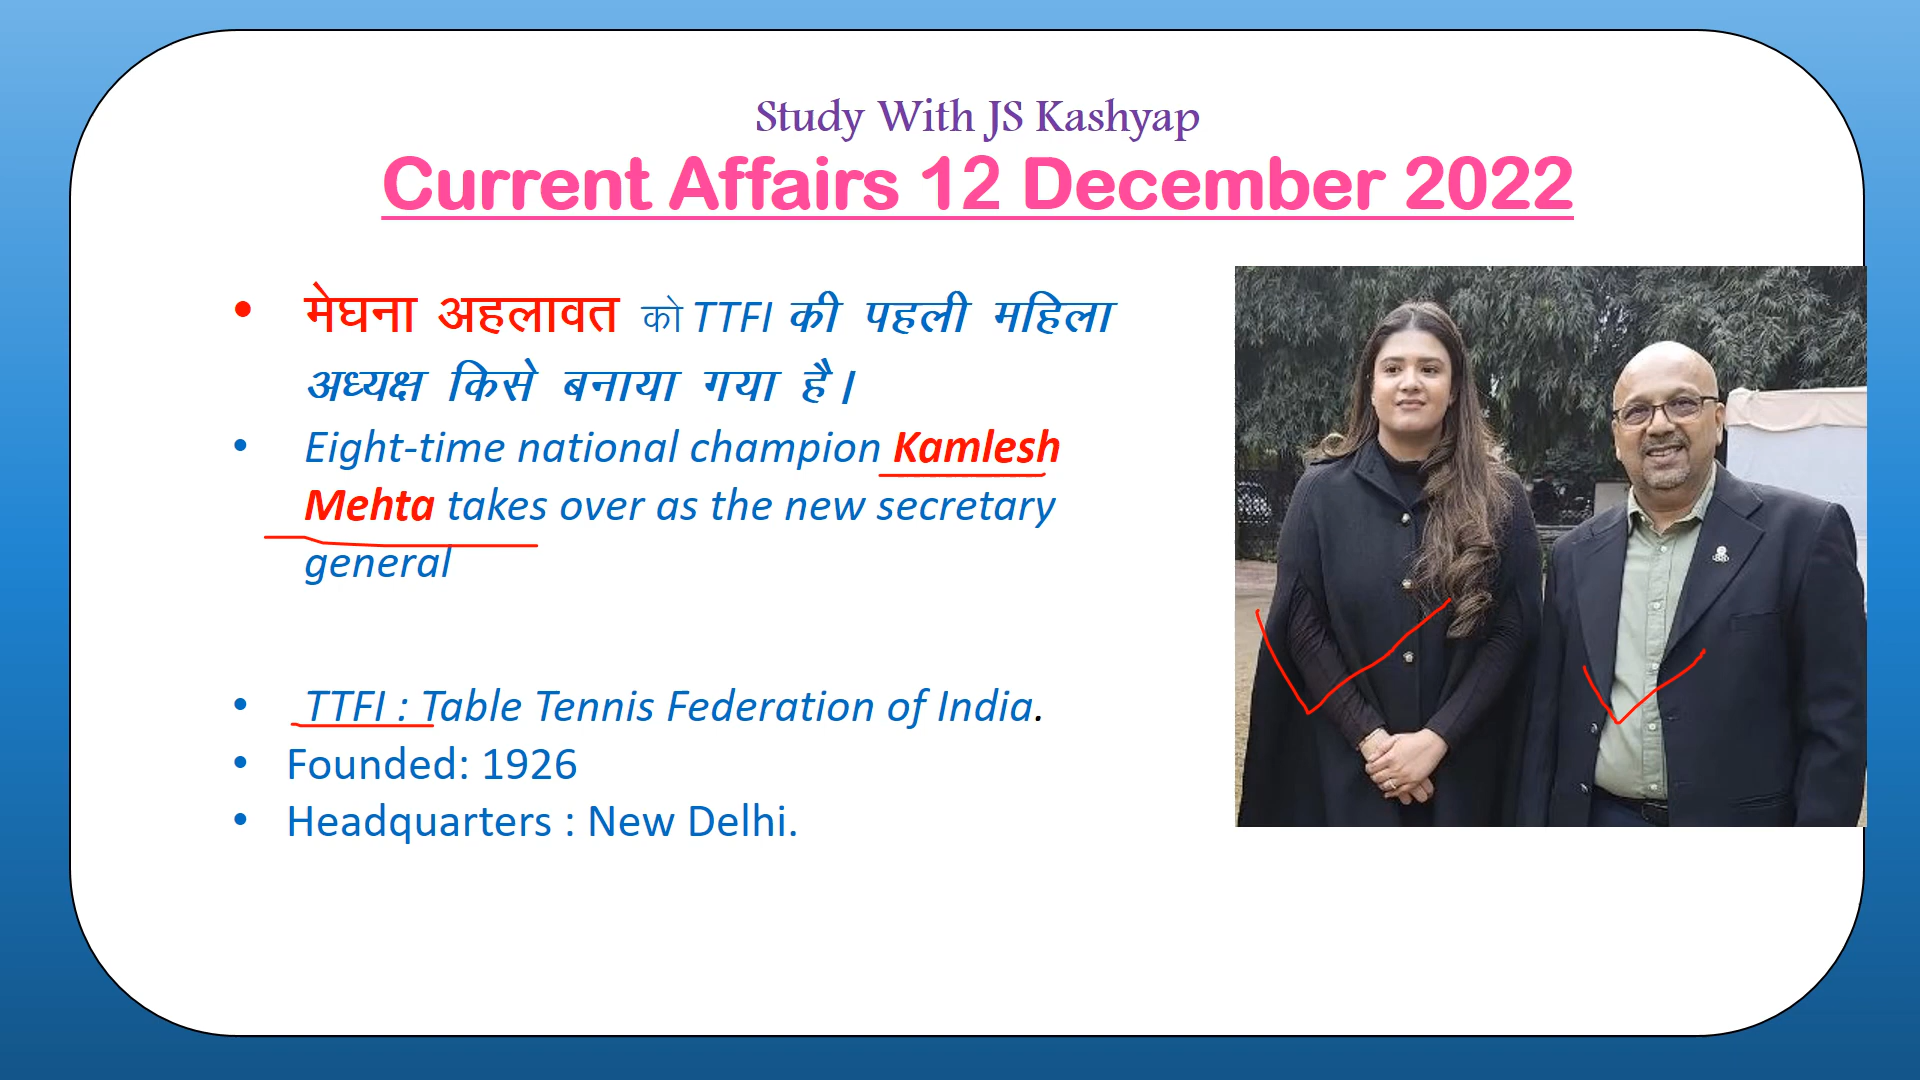 Study With JS Kashyap
Current Affairs 12 December 2022
• मेघना अहलावत को TTFI की पहली महिला
अध्यक्ष किसे बनाया गया है।
• Eight-time national champion Kamlesh
Mehta takes over as the new secretary
general
• TTFI : Table Tennis Federation of India.
• Founded: 1926
• Headquarters : New Delhi.